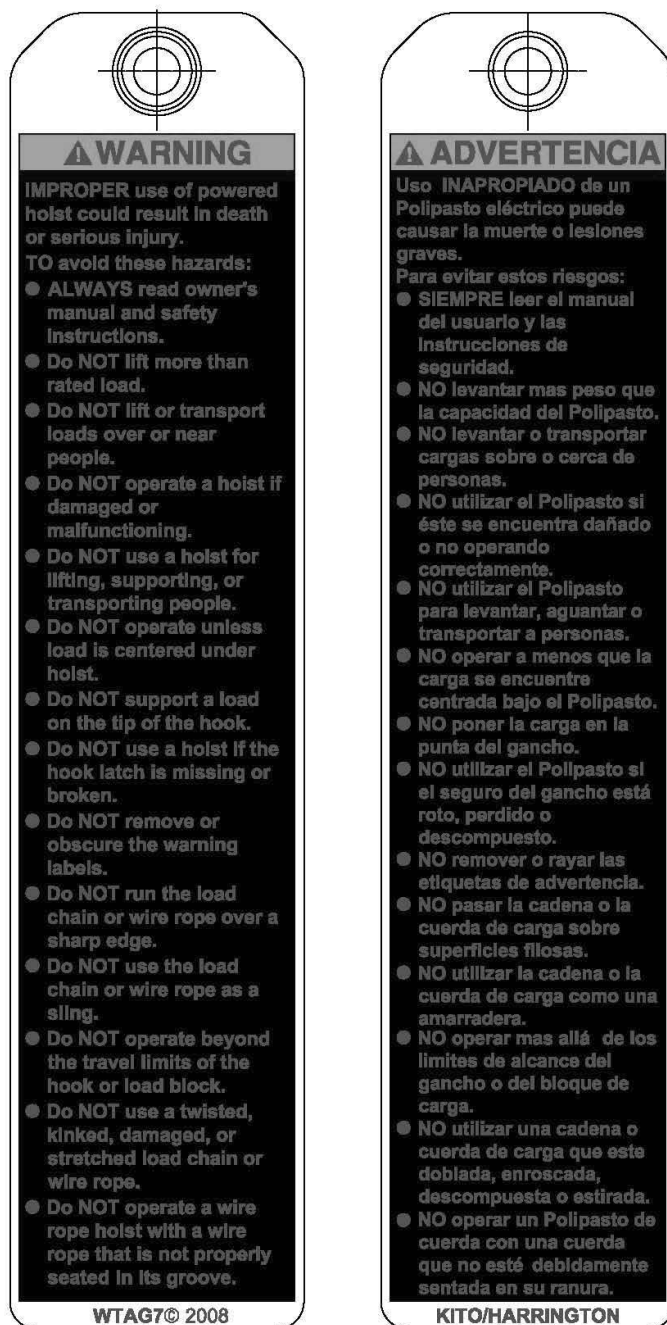 WARNING
IMPROPER use of powered
hoist could result in death
or serious injury.
TO avoid these hazards:
● ALWAYS read owner's
manual and safety
instructions.
● Do NOT lift more than
rated load.
● Do NOT lift or transport
loads over or near
people.
● Do NOT operate a hoist if
damaged or
malfunctioning.
● Do NOT use a hoist for
lifting, supporting, or
transporting people.
● Do NOT operate unless
load is centered under
hoist.
● Do NOT support a load
on the tip of the hook.
● Do NOT use a hoist if the
hook latch is missing or
broken.
● Do NOT remove or
obscure the warning
labels.
● Do NOT run the load
chain or wire rope over a
sharp edge.
● Do NOT use the load
chain or wire rope as a
sling.
● Do NOT operate beyond
the travel limits of the
hook or load block.
● Do NOT use a twisted,
kinked, damaged, or
stretched load chain or
wire rope.
● Do NOT operate a wire
rope hoist with a wire
rope that is not properly
seated in its groove.
WTAG7© 2008
ADVERTENCIA
Uso INAPROPIADO de un
Polipasto eléctrico puede
causar la muerte o lesiones
graves.
Para evitar estos riesgos:
● SIEMPRE leer el manual
del usuario y las
instrucciones de
seguridad.
● NO levantar mas peso que
la capacidad del Polipasto.
● NO levantar o transportar
cargas sobre o cerca de
personas.
● NO utilizar el Polipasto si
éste se encuentra dañado
o no operando
correctamente.
● NO utilizar el Polipasto
para levantar, aguantar o
transportar a personas.
● NO operar a menos que la
carga se encuentre
centrada bajo el Polipasto.
● NO poner la carga en la
punta del gancho.
● NO utilizar el Polipasto si
el seguro del gancho está
roto, perdido o
descompuesto.
● NO remover o rayar las
etiquetas de advertencia.
● NO pasar la cadena o la
cuerda de carga sobre
superficies filosas.
● NO utilizar la cadena o la
cuerda de carga como una
amarradera.
● NO operar mas allá de los
limites de alcance del
gancho o del bloque de
carga.
● NO utilizar una cadena o
cuerda de carga que este
doblada, enroscada,
descompuesta o estirada.
● NO operar un Polipasto de
cuerda con una cuerda
que no esté debidamente
sentada en su ranura.
KITO/HARRINGTON